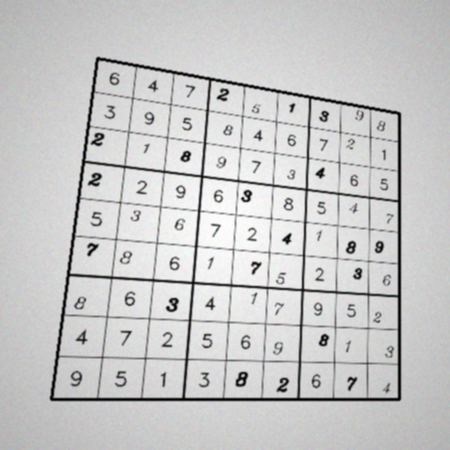 6 4 7 2 5 1 3 9 8
3 9 5 8 4 6 7 2 1
2 1 8 9 7 3 4 6 5
2 2 9 6 3 8 5 4 7
5 3 6 7 2 4 1 8 9
7 8 6 1 7 5 2 3 6
8 6 3 4 1 7 9 5 2
4 7 2 5 6 9 8 1 3
9 5 1 3 8 2 6 7 4